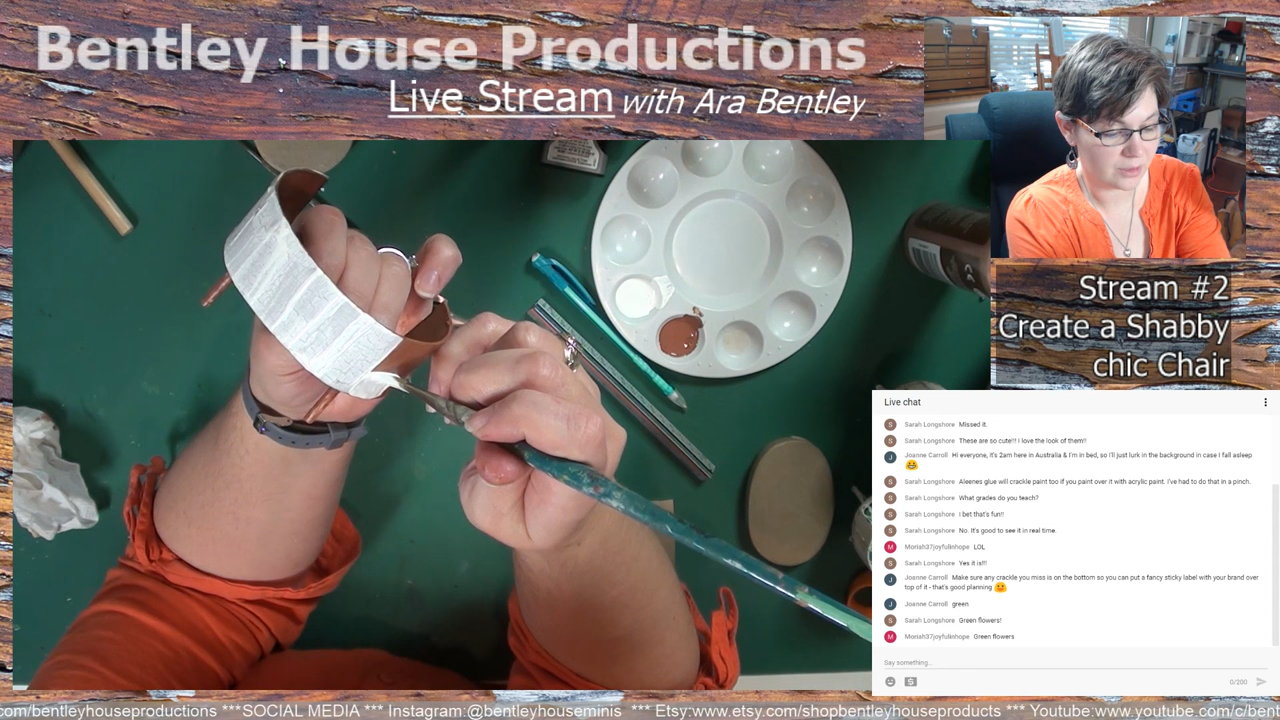 Bentley House Productions
Live Stream with Ara Bentley
Stream #2
Create a Shabby
chic Chair
Live chat
S Sarah Longshore Missed it.
S Sarah Longshore These are so cute!!! I love the look of them!!
J Joanne Carroll Hi everyone, it's 2am here in Australia & I'm in bed, so I'll just lurk in the background in case I fall asleep
S Sarah Longshore Aleenes glue will crackle paint too if you paint over it with acrylic paint. I've had to do that in a pinch.
S Sarah Longshore What grades do you teach?
S Sarah Longshore I bet that's fun!!
S Sarah Longshore No. It's good to see it in real time.
M Moriah37joyfulinhope LOL
S Sarah Longshore Yes it is!!!
J Joanne Carroll Make sure any crackle you miss is on the bottom so you can put a fancy sticky label with your brand over
top of it - that's good planning
J Joanne Carroll green
S Sarah Longshore Green flowers!
M Moriah37joyfulinhope Green flowers
Say something...
0/200
com/bentleyhouseproductions ***SOCIAL MEDIA *** Instagram:@bentleyhouseminis *** Etsy:www.etsy.com/shopbentleyhouseproducts *** Youtube:www.youtube.com/c/bent